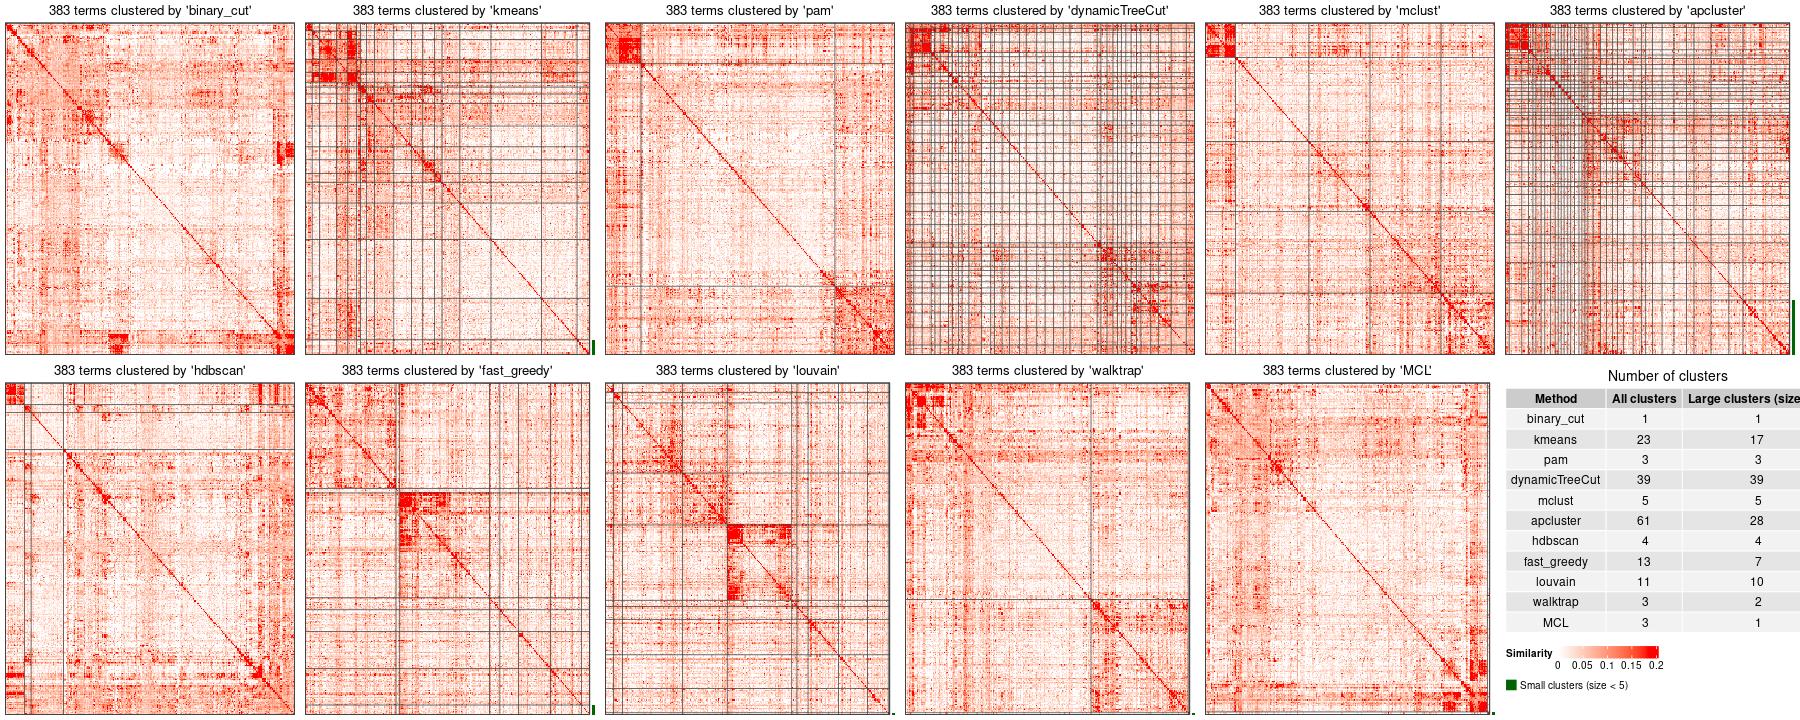 383 terms clustered by 'binary_cut'
383 terms clustered by 'kmeans'
383 terms clustered by 'pam'
383 terms clustered by 'dynamicTreeCut'
383 terms clustered by 'mclust'
383 terms clustered by 'apcluster'
383 terms clustered by 'hdbscan'
383 terms clustered by 'fast_greedy'
383 terms clustered by 'louvain'
383 terms clustered by 'walktrap'
383 terms clustered by 'MCL'
Number of clusters
Method All clusters Large clusters (size
binary_cut 1 1
kmeans 23 17
pam 3 3
dynamicTreeCut 39 39
mclust 5 5
apcluster 61 28
hdbscan 4 4
fast_greedy 13 7
louvain 11 10
walktrap 3 2
MCL 3 1
Similarity
0 0.05 0.1 0.15 0.2
Small clusters (size < 5)